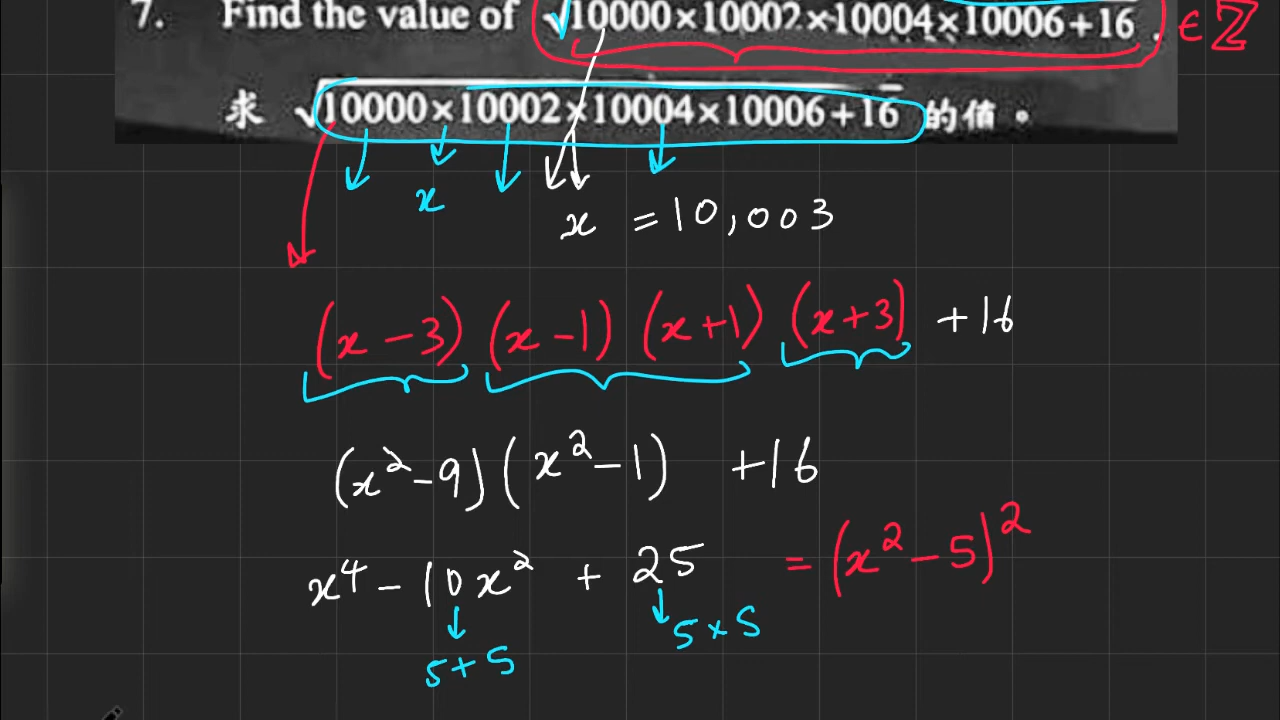 7. Find the value of √10000×10002×10004×10006+16 . ∈ ℤ
求 √10000×10002×10004×10006+16 的值。
x
x = 10,003
(x − 3) (x − 1) (x + 1) (x + 3) + 16
(x² − 9) (x² − 1) + 16
x⁴ − 10x² + 25 = (x² − 5)²
5 + 5 5 × 5